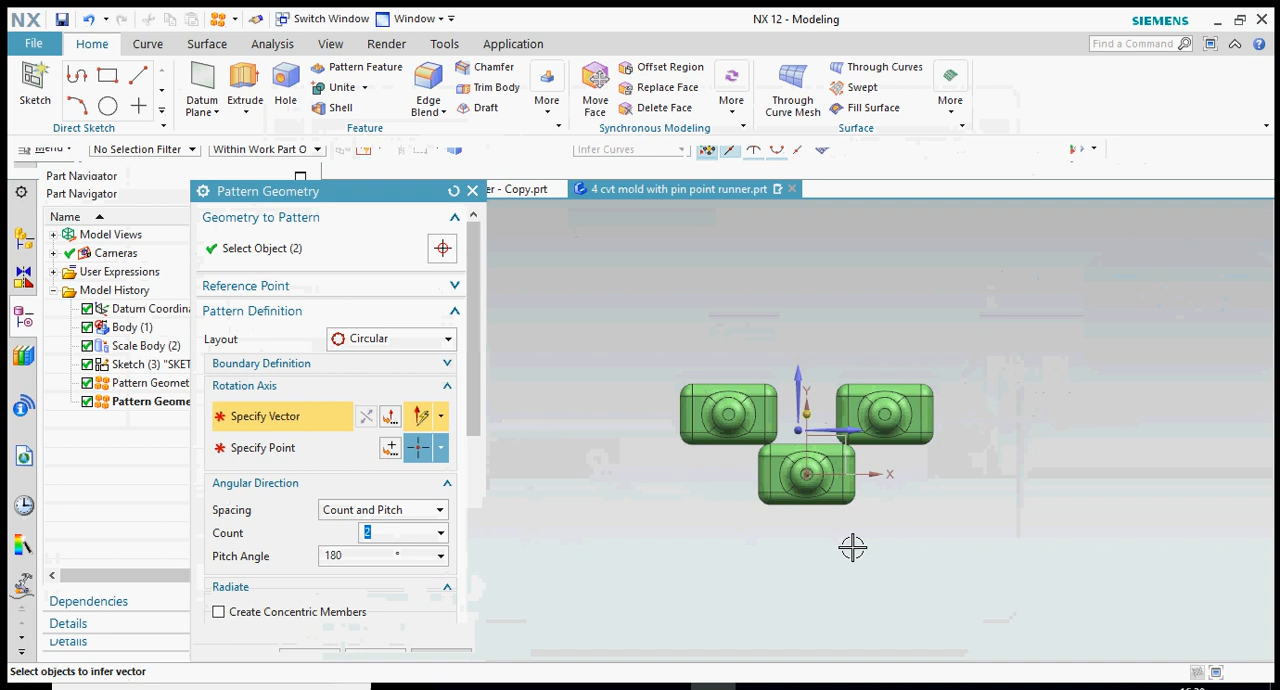 NX Switch Window Window NX 12 - Modeling SIEMENS
File Home Curve Surface Analysis View Render Tools Application Find a Command
Sketch
Direct Sketch
Datum Plane Extrude Hole Pattern Feature Unite Shell Edge Blend Chamfer Trim Body Draft More
Feature
Move Face Offset Region Replace Face Delete Face More
Synchronous Modeling
Through Curve Mesh Through Curves Swept Fill Surface More
Surface
Menu No Selection Filter Within Work Part O Infer Curves
Part Navigator
Part Navigator
Name
Model Views
Cameras
User Expressions
Model History
Datum Coordina
Body (1)
Scale Body (2)
Sketch (3) "SKET
Pattern Geomet
Pattern Geome
Dependencies
Details
Details
Pattern Geometry
Geometry to Pattern
Select Object (2)
Reference Point
Pattern Definition
Layout Circular
Boundary Definition
Rotation Axis
Specify Vector
Specify Point
Angular Direction
Spacing Count and Pitch
Count 2
Pitch Angle 180 °
Radiate
Create Concentric Members
er - Copy.prt 4 cvt mold with pin point runner.prt
Y
X
Select objects to infer vector